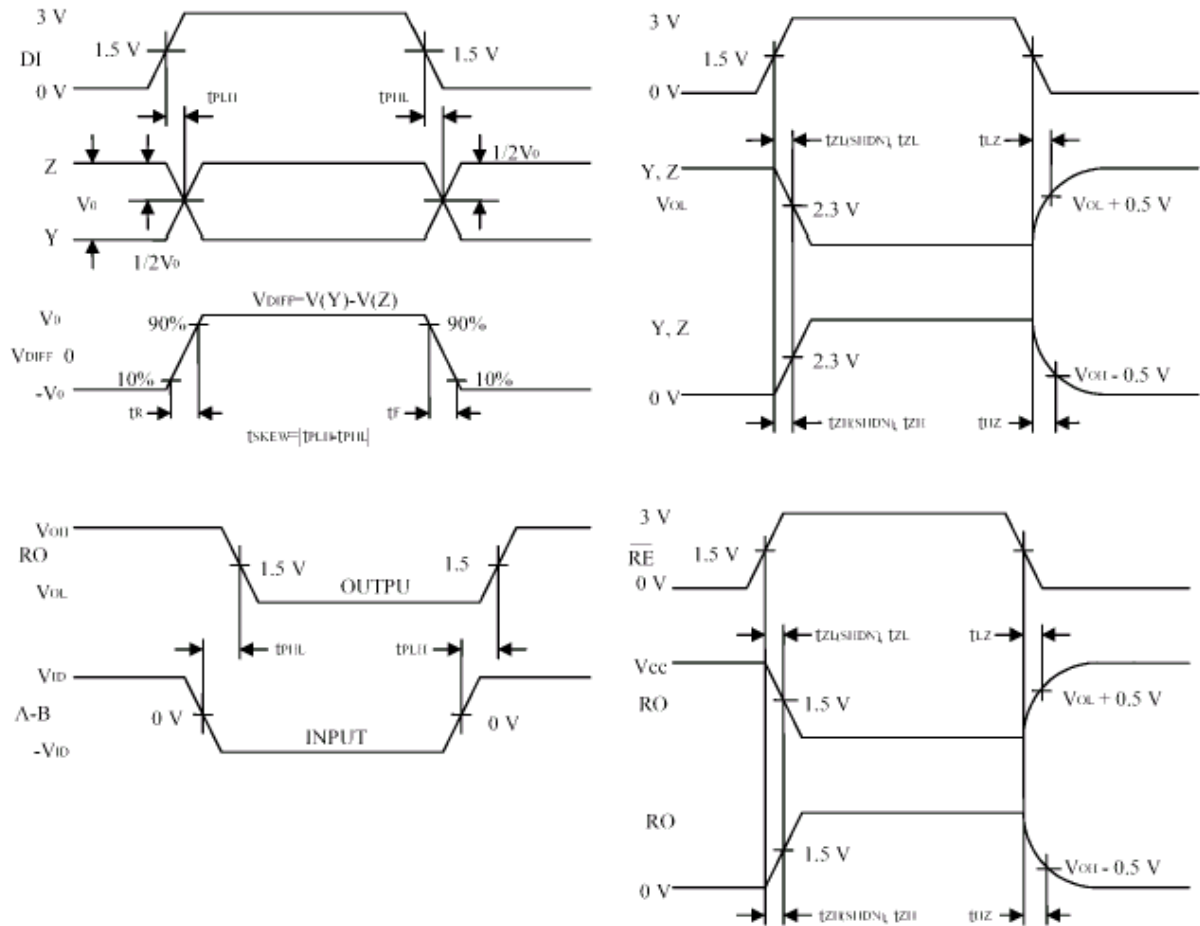 3 V
DI
1.5 V
1.5 V
0 V
tPLH
tPHL
Z
1/2V0
V0
Y
1/2V0
VDIFF=V(Y)-V(Z)
V0
90%
90%
VDIFF 0
10%
10%
-V0
tR
tF
tSKEW=|tPLH-tPHL|
3 V
1.5 V
0 V
tZL(SHDN), tZL
tLZ
Y, Z
VOL
2.3 V
VOL + 0.5 V
Y, Z
2.3 V
VOH - 0.5 V
0 V
tZH(SHDN), tZH
tHZ
VOH
RO
1.5 V
1.5
VOL
OUTPU
tPHL
tPLH
VID
A-B
0 V
0 V
INPUT
-VID
3 V
RE
1.5 V
0 V
tZL(SHDN), tZL
tLZ
Vcc
RO
1.5 V
VOL + 0.5 V
RO
1.5 V
VOH - 0.5 V
0 V
tZH(SHDN), tZH
tHZ